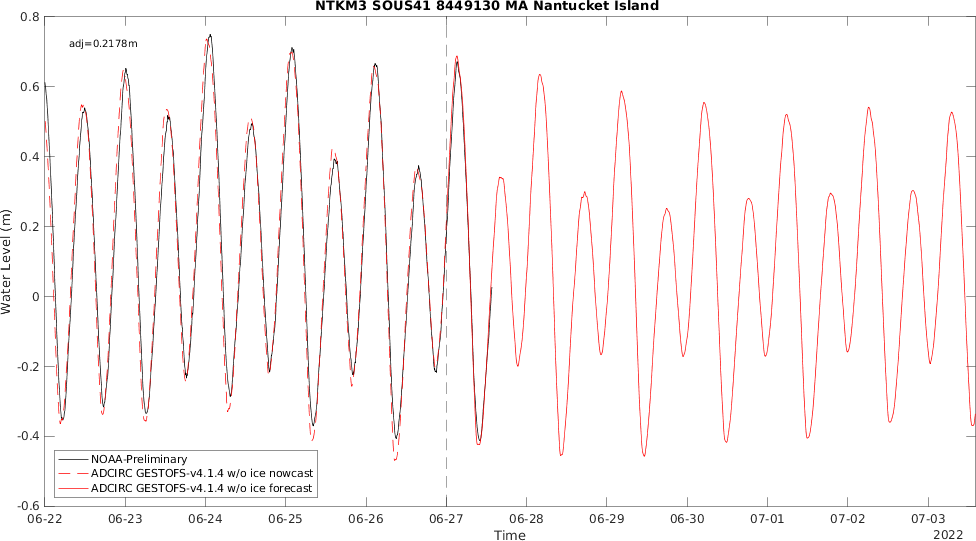 NTKM3 SOUS41 8449130 MA Nantucket Island
adj=0.2178m
0.8
0.6
0.4
0.2
0
-0.2
-0.4
-0.6
Water Level (m)
NOAA-Preliminary
ADCIRC GESTOFS-v4.1.4 w/o ice nowcast
ADCIRC GESTOFS-v4.1.4 w/o ice forecast
06-22 06-23 06-24 06-25 06-26 06-27 06-28 06-29 06-30 07-01 07-02 07-03
Time
2022